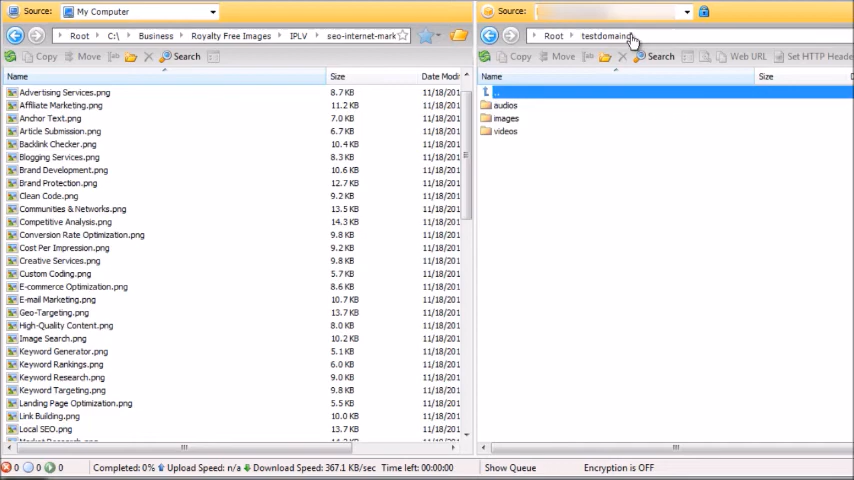 Source: My Computer
Root C:\ Business Royalty Free Images IPLV seo-internet-mark
Copy Move Search
Name Size Date Modif
Advertising Services.png 8.7 KB 11/18/201
Affiliate Marketing.png 11.2 KB 11/18/201
Anchor Text.png 7.0 KB 11/18/201
Article Submission.png 6.7 KB 11/18/201
Backlink Checker.png 10.4 KB 11/18/201
Blogging Services.png 8.3 KB 11/18/201
Brand Development.png 10.6 KB 11/18/201
Brand Protection.png 12.7 KB 11/18/201
Clean Code.png 9.2 KB 11/18/201
Communities & Networks.png 13.5 KB 11/18/201
Competitive Analysis.png 14.3 KB 11/18/201
Conversion Rate Optimization.png 9.8 KB 11/18/201
Cost Per Impression.png 9.2 KB 11/18/201
Creative Services.png 9.8 KB 11/18/201
Custom Coding.png 5.7 KB 11/18/201
E-commerce Optimization.png 8.6 KB 11/18/201
E-mail Marketing.png 10.7 KB 11/18/201
Geo-Targeting.png 13.7 KB 11/18/201
High-Quality Content.png 8.0 KB 11/18/201
Image Search.png 10.2 KB 11/18/201
Keyword Generator.png 5.1 KB 11/18/201
Keyword Rankings.png 6.0 KB 11/18/201
Keyword Research.png 9.0 KB 11/18/201
Keyword Targeting.png 9.8 KB 11/18/201
Landing Page Optimization.png 5.5 KB 11/18/201
Link Building.png 10.0 KB 11/18/201
Local SEO.png 13.7 KB 11/18/201
Source:
Root testdomaind
Copy Move Search Web URL Set HTTP Heade
Name Size
..
audios
images
videos
0 0 0 Completed: 0% Upload Speed: n/a Download Speed: 367.1 KB/sec Time left: 00:00:00 Show Queue Encryption is OFF